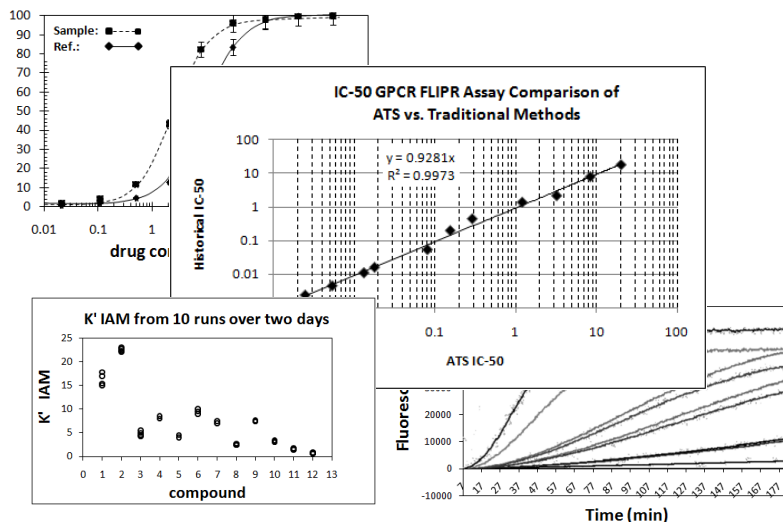 100
90
80
70
60
50
40
30
20
10
0
Sample:
Ref.:
0.01 0.1 1
drug co
IC-50 GPCR FLIPR Assay Comparison of
ATS vs. Traditional Methods
y = 0.9281x
R² = 0.9973
Historical IC-50
100
10
1
0.1
0.01
0.1 1 10 100
ATS IC-50
K' IAM from 10 runs over two days
K' IAM
25
20
15
10
5
0
0 1 2 3 4 5 6 7 8 9 10 11 12 13
compound
Fluoresc
20000
10000
0
-10000
7 17 27 37 47 57 67 77 87 97 107 117 127 137 147 157 167 177
Time (min)